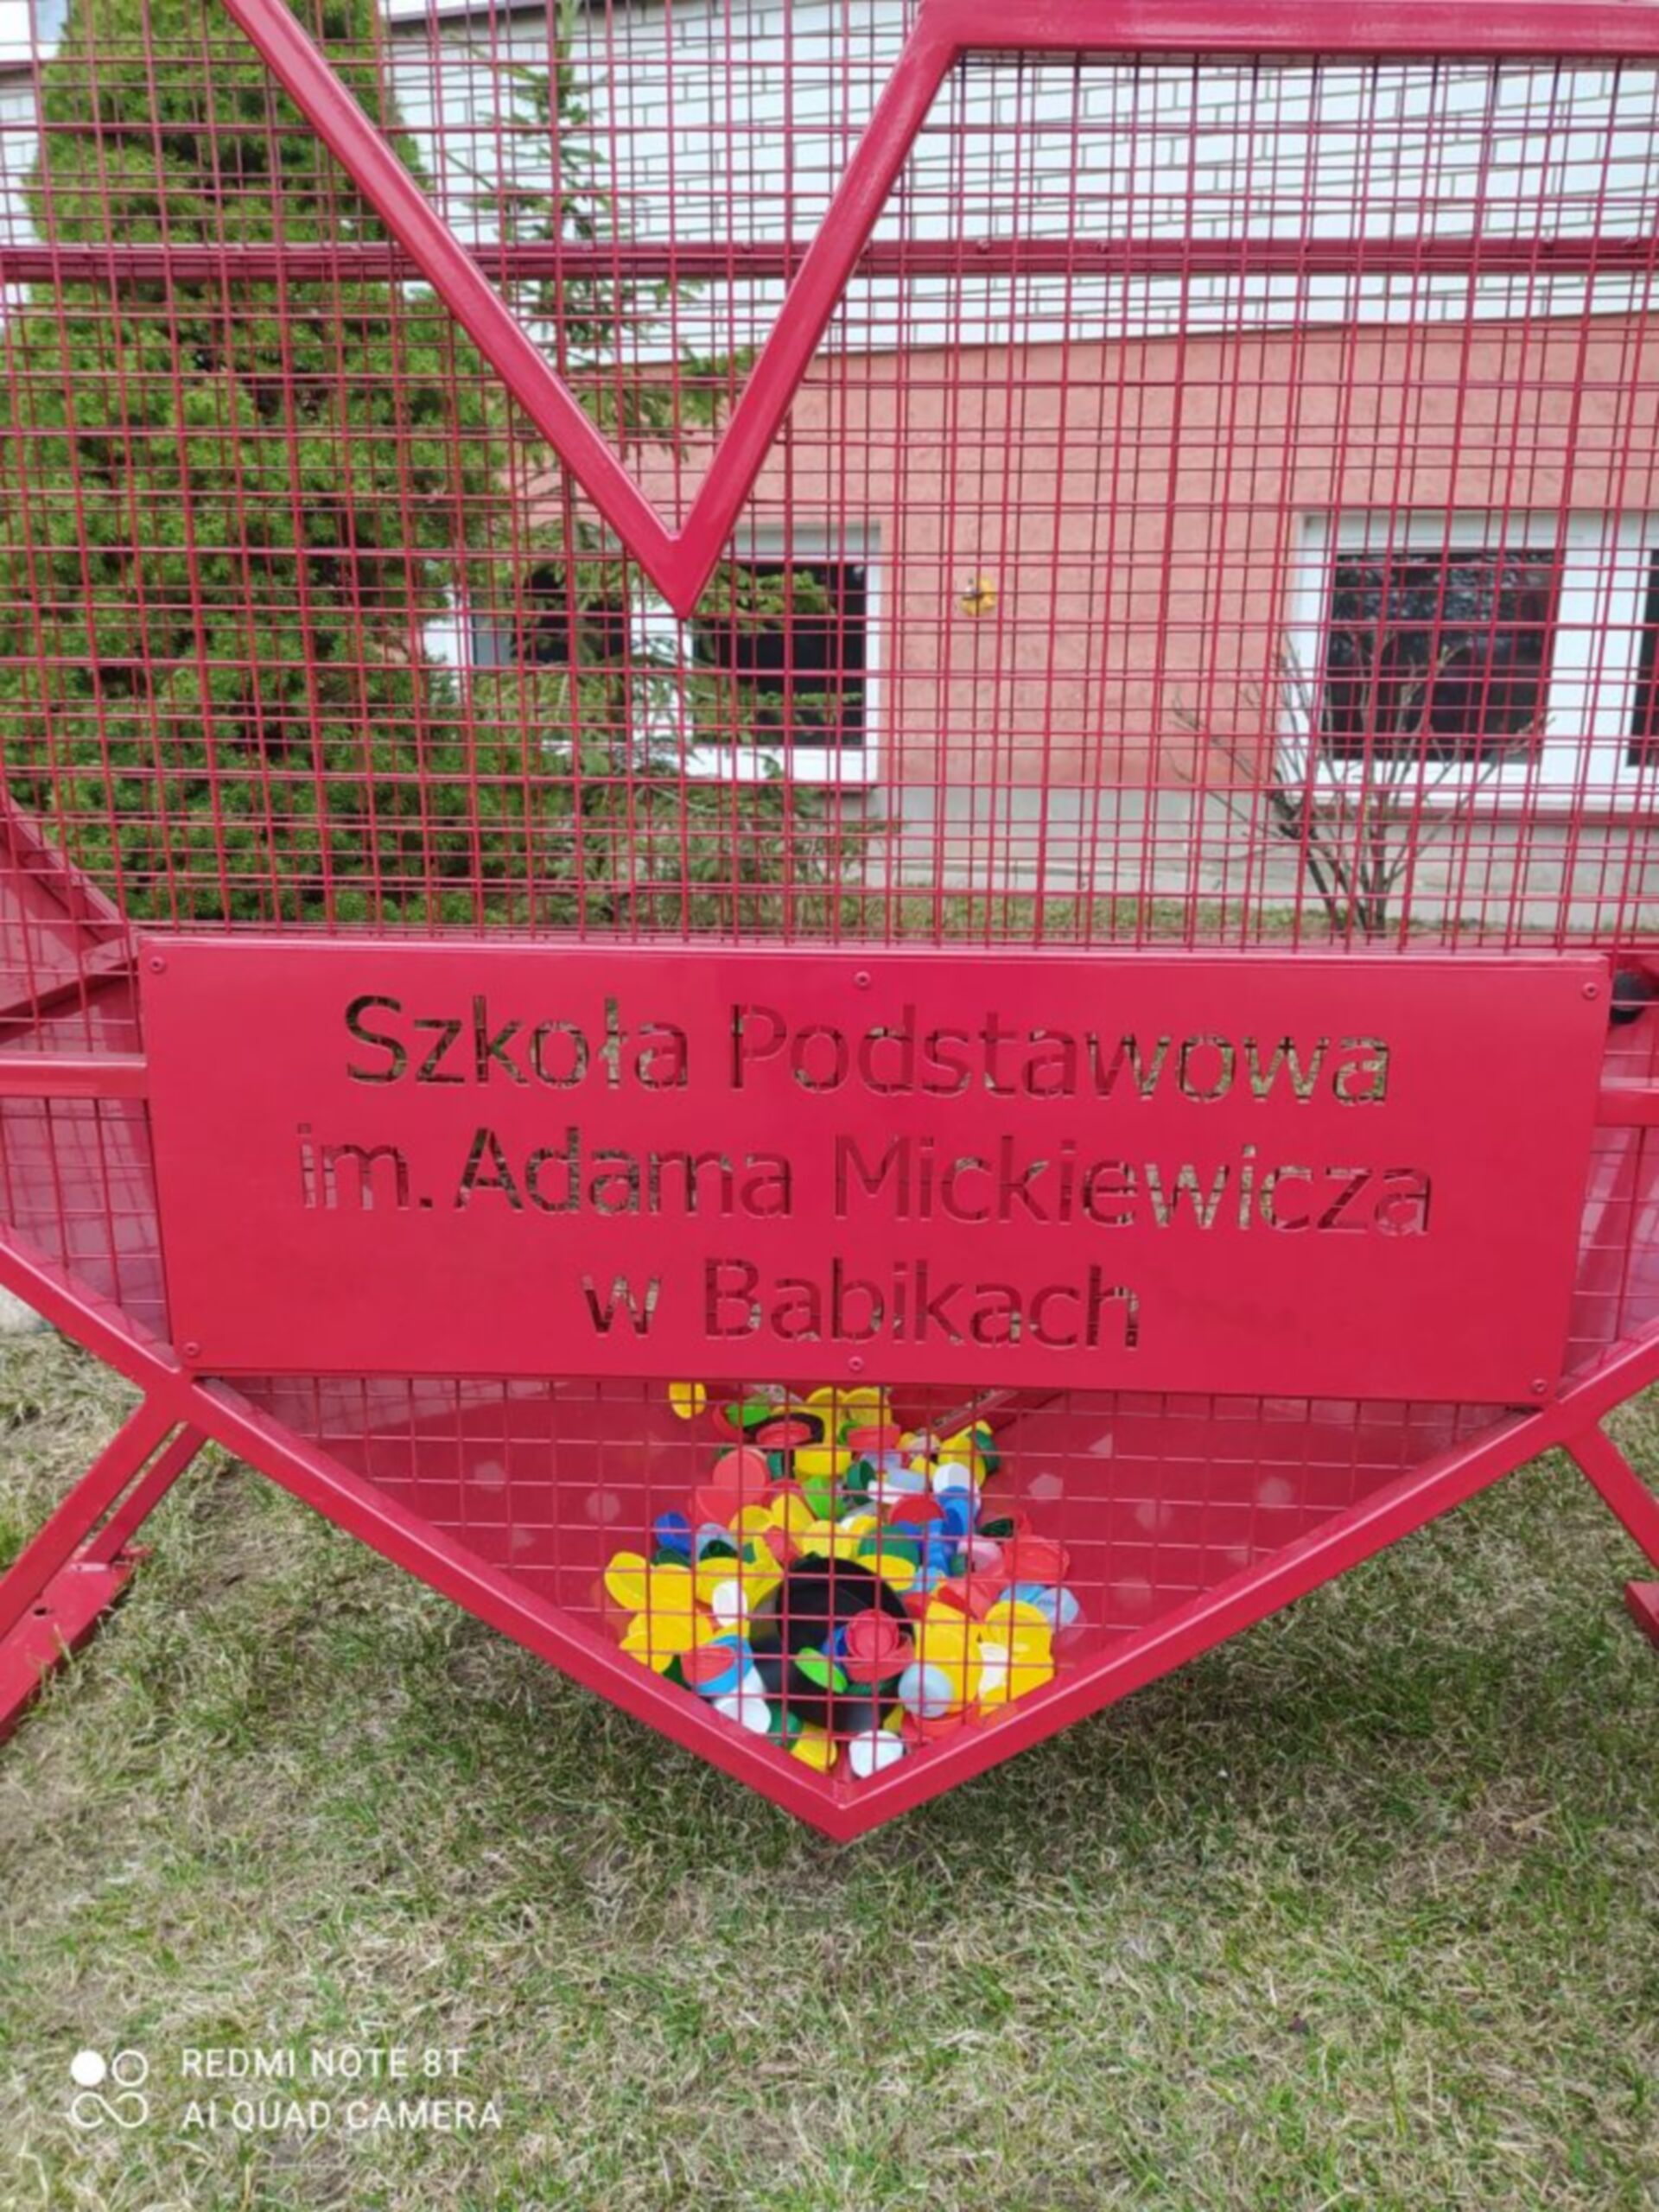 Szkoła Podstawowa
im. Adama Mickiewicza
w Babikach
REDMI NOTE 8T
AI QUAD CAMERA